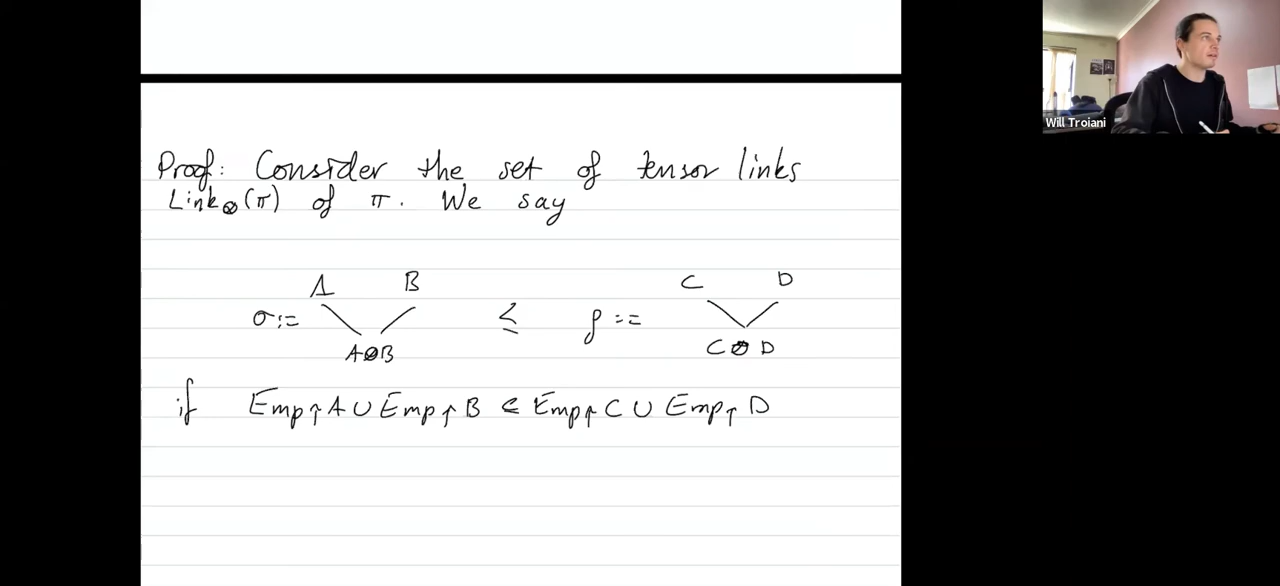 Will Troiani
Proof: Consider the set of tensor links
Link⊗(π) of π. We say
A B C D
σ:= ≤ ρ:=
A⊗B C⊗D
if Emp↑A ∪ Emp↑B ⊆ Emp↑C ∪ Emp↑D